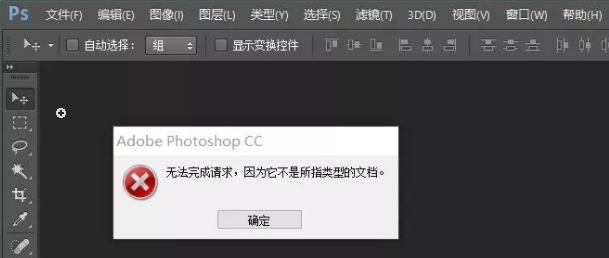 Ps 文件(F) 编辑(E) 图像(I) 图层(L) 类型(Y) 选择(S) 滤镜(T) 3D(D) 视图(V) 窗口(W) 帮助(H)
自动选择： 组 显示变换控件
Adobe Photoshop CC
无法完成请求，因为它不是所指类型的文档。
确定